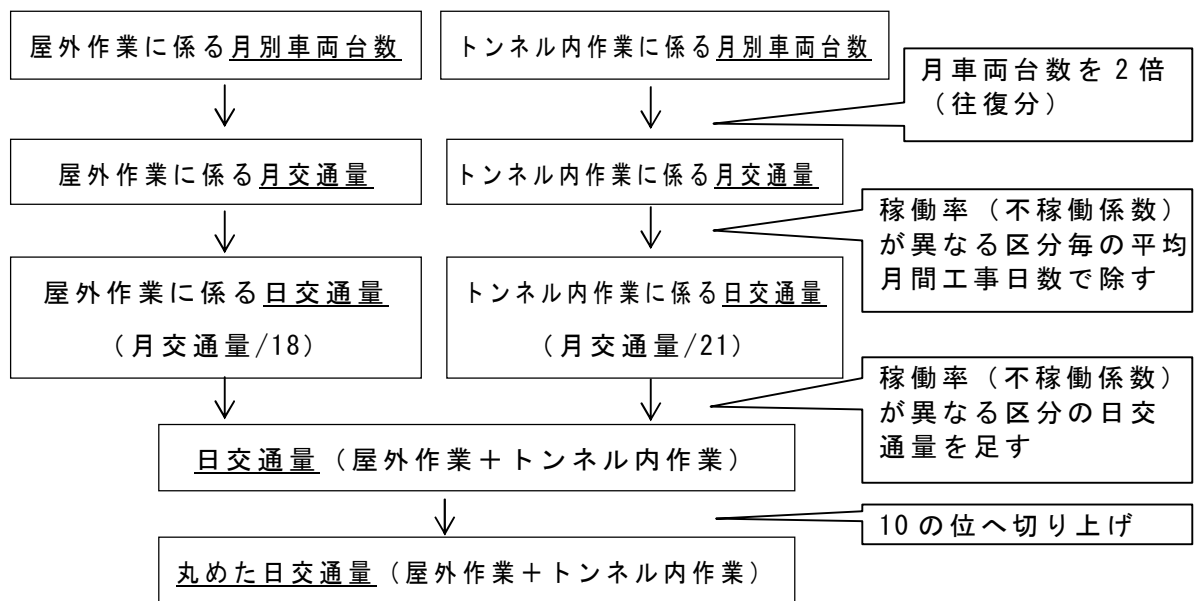 屋外作業に係る月別車両台数
トンネル内作業に係る月別車両台数
月車両台数を2倍
（往復分）
屋外作業に係る月交通量
トンネル内作業に係る月交通量
稼働率（不稼働係数）
が異なる区分毎の平均
月間工事日数で除す
屋外作業に係る日交通量
（月交通量/18）
トンネル内作業に係る日交通量
（月交通量/21）
稼働率（不稼働係数）
が異なる区分の日交
通量を足す
日交通量（屋外作業＋トンネル内作業）
10の位へ切り上げ
丸めた日交通量（屋外作業＋トンネル内作業）